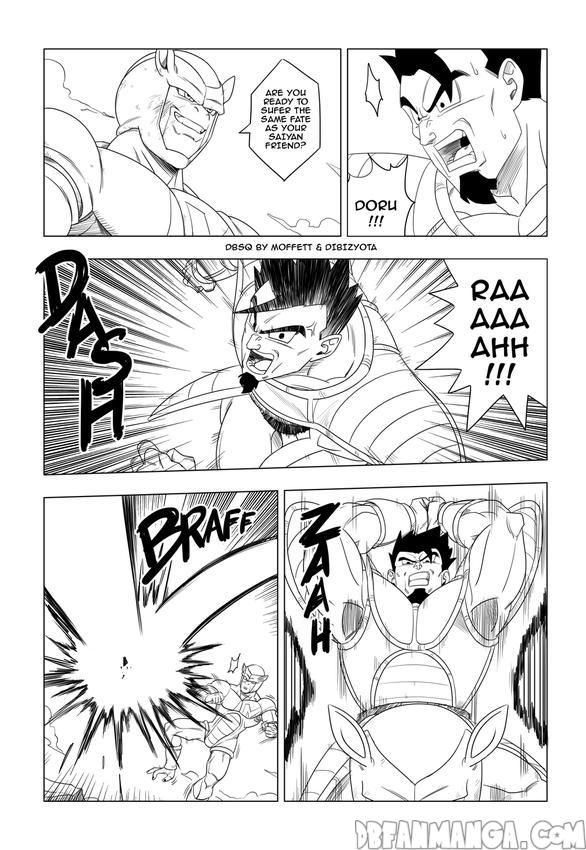 DORU
!!!
ARE YOU
READY TO
SUFER THE
SAME FATE
AS YOUR
SAIYAN
FRIEND?
DBSQ BY MOFFETT & DIBIZYOTA
RAA
AAA
AHH
!!!
DASH
ZAAH
BRAFF
A
DBFANMANGA.COM